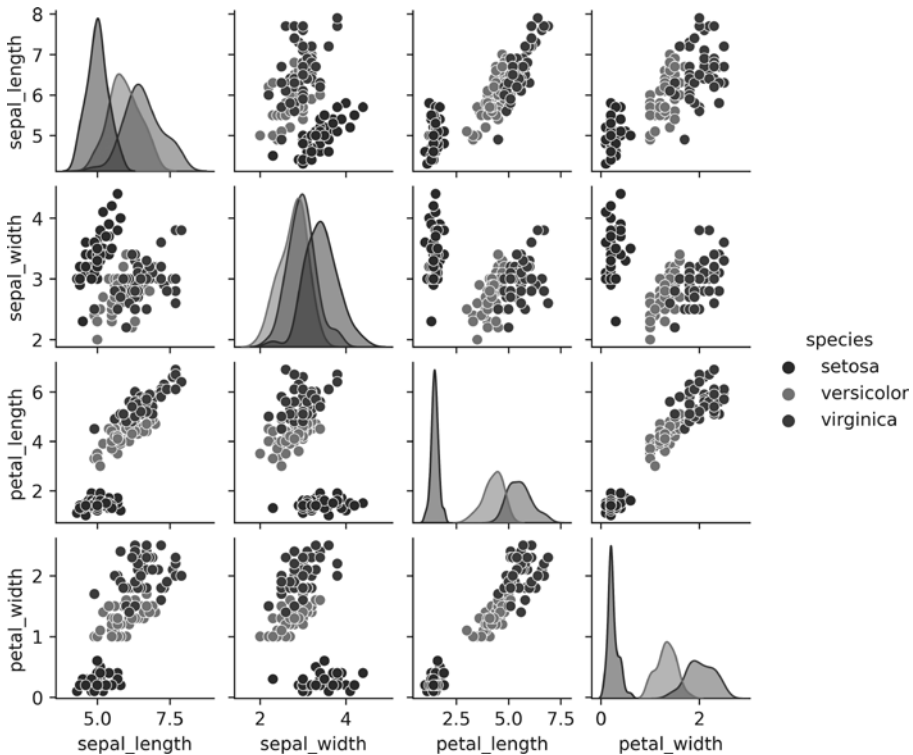 sepal_length
8
7
6
5
sepal_width
4
3
2
species
setosa
versicolor
virginica
petal_length
6
4
2
petal_width
2
1
0
5.0 7.5
2 4
2.5 5.0 7.5
0 2
sepal_length
sepal_width
petal_length
petal_width